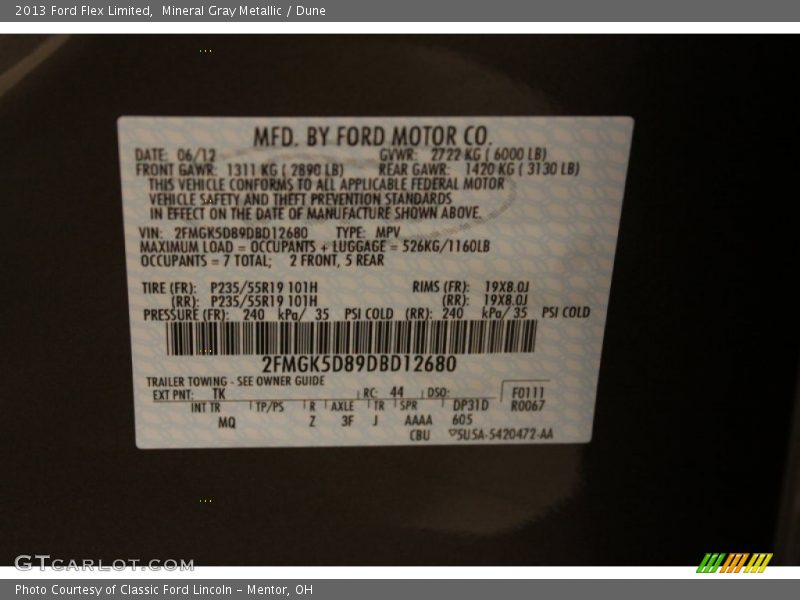 2013 Ford Flex Limited,  Mineral Gray Metallic / Dune
MFD. BY FORD MOTOR CO.
DATE: 06/12 GVWR: 2722 KG ( 6000 LB)
FRONT GAWR: 1311 KG ( 2890 LB) REAR GAWR: 1420 KG ( 3130 LB)
THIS VEHICLE CONFORMS TO ALL APPLICABLE FEDERAL MOTOR
VEHICLE SAFETY AND THEFT PREVENTION STANDARDS
IN EFFECT ON THE DATE OF MANUFACTURE SHOWN ABOVE.
VIN: 2FMGK5D89DBD12680 TYPE: MPV
MAXIMUM LOAD = OCCUPANTS + LUGGAGE = 526KG/1160LB
OCCUPANTS = 7 TOTAL; 2 FRONT, 5 REAR
TIRE (FR): P235/55R19 101H RIMS (FR): 19X8.0J
(RR): P235/55R19 101H (RR): 19X8.0J
PRESSURE (FR): 240 kPa/ 35 PSI COLD (RR): 240 kPa/ 35 PSI COLD
2FMGK5D89DBD12680
TRAILER TOWING - SEE OWNER GUIDE
EXT PNT: TK RC: 44 DSO: F0111
INT TR TP/PS R AXLE TR SPR DP31D R0067
MQ Z 3F J AAAA 605
CBU ▽5USA-5420472-AA
GTCARLOT.COM
Photo Courtesy of Classic Ford Lincoln - Mentor, OH